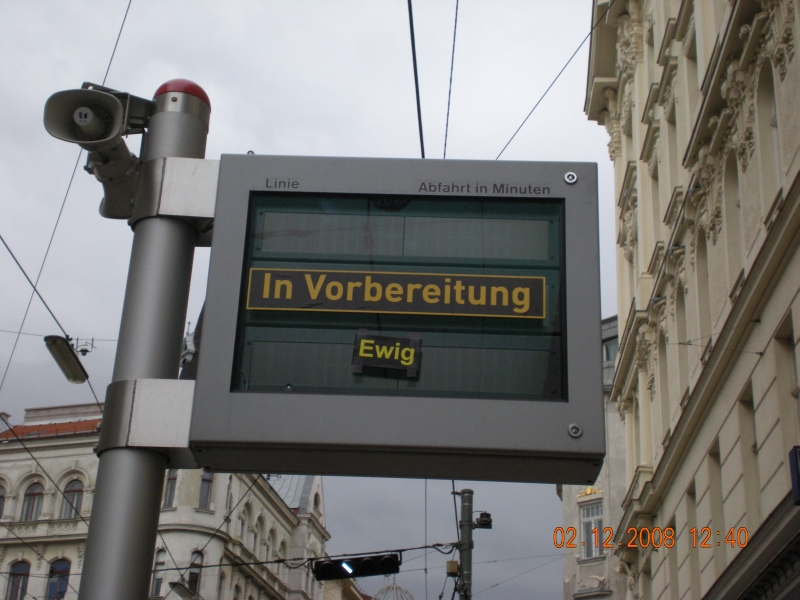 Linie Abfahrt in Minuten
In Vorbereitung
Ewig
02.12.2008 12:40